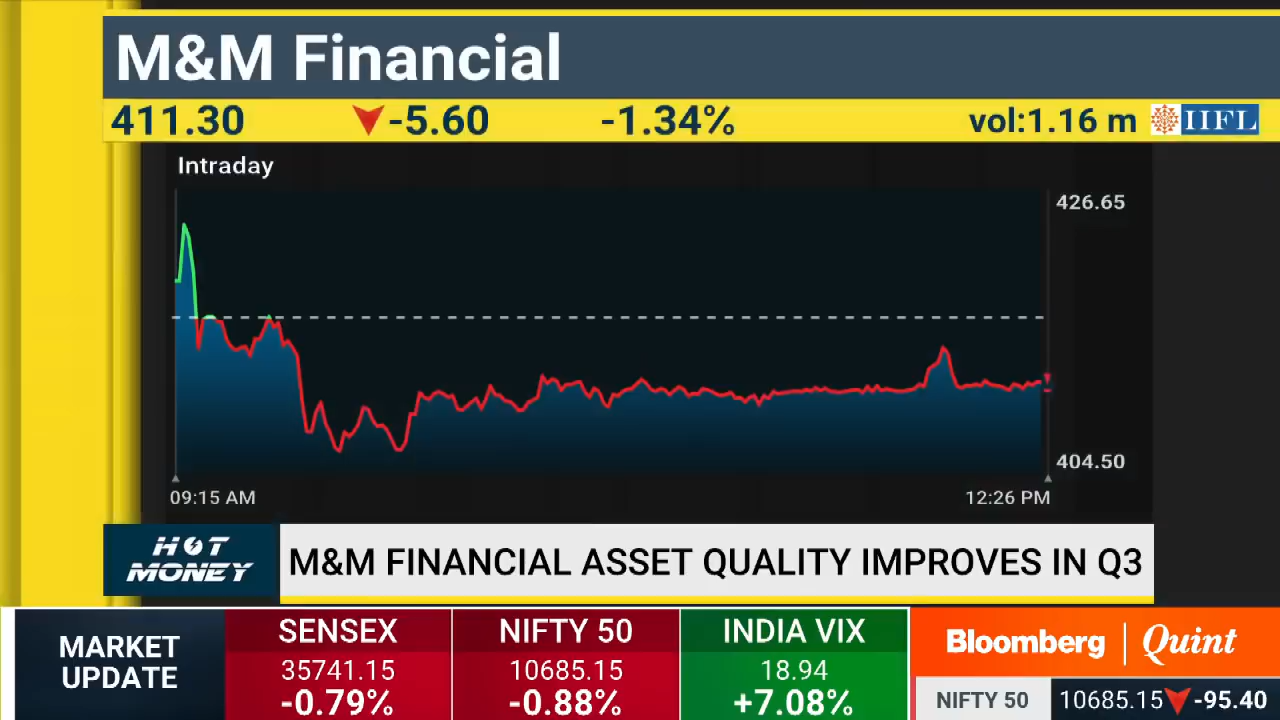 M&M Financial
411.30 -5.60 -1.34% vol:1.16 m IIFL
Intraday
426.65
404.50
09:15 AM 12:26 PM
HOT
MONEY
M&M FINANCIAL ASSET QUALITY IMPROVES IN Q3
MARKET
UPDATE
SENSEX
35741.15
-0.79%
NIFTY 50
10685.15
-0.88%
INDIA VIX
18.94
+7.08%
Bloomberg | Quint
NIFTY 50 10685.15 -95.40